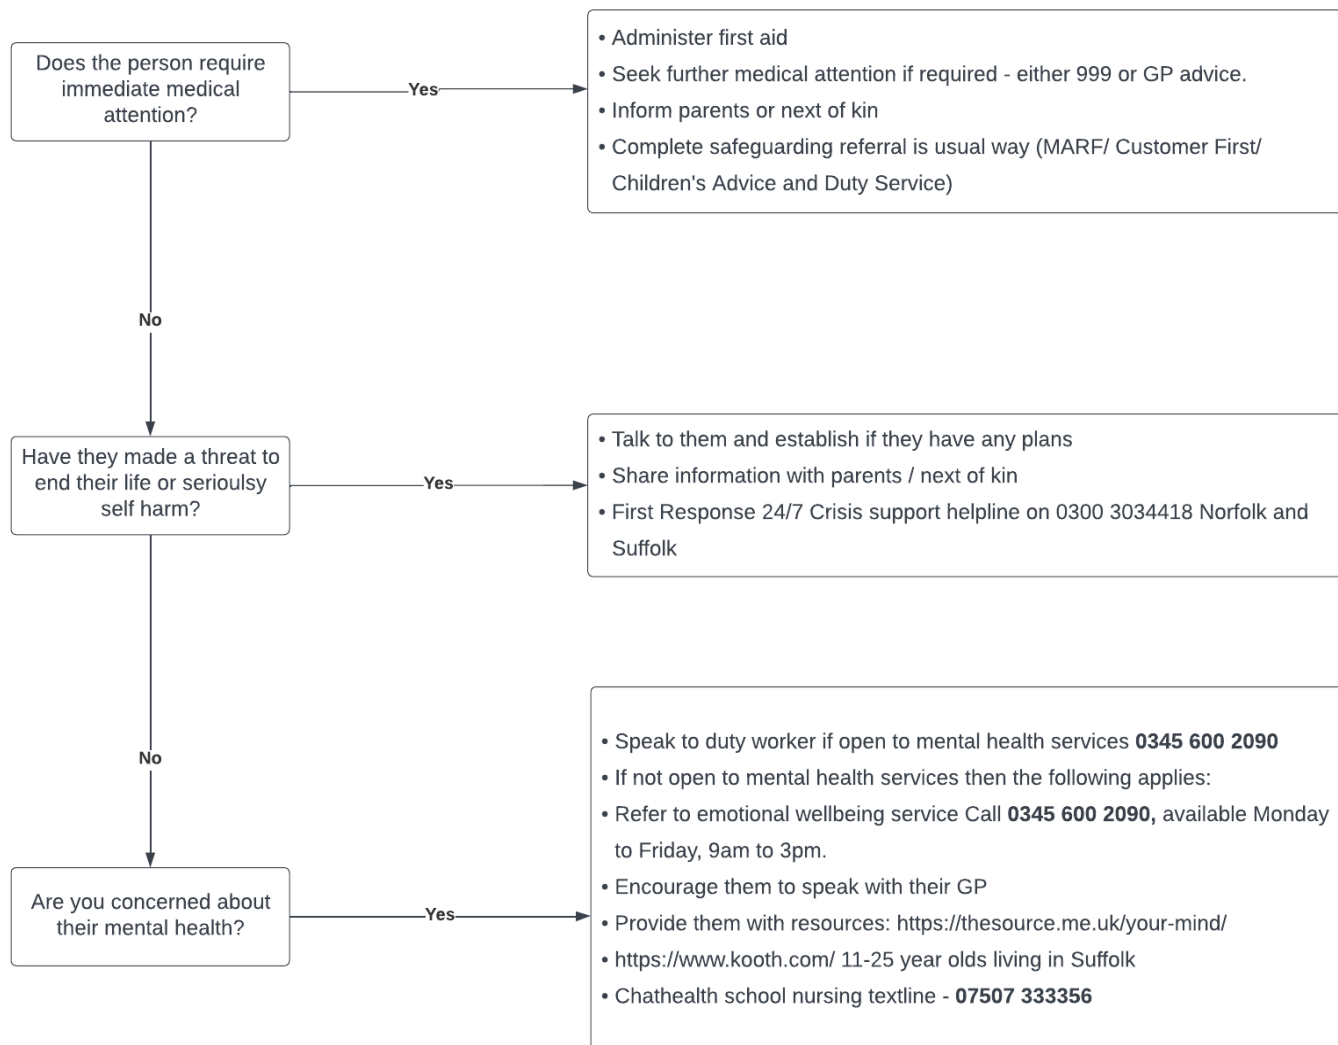 Does the person require
immediate medical
attention?
Yes
• Administer first aid
• Seek further medical attention if required - either 999 or GP advice.
• Inform parents or next of kin
• Complete safeguarding referral is usual way (MARF/ Customer First/
Children's Advice and Duty Service)
No
Have they made a threat to
end their life or serioulsy
self harm?
Yes
• Talk to them and establish if they have any plans
• Share information with parents / next of kin
• First Response 24/7 Crisis support helpline on 0300 3034418 Norfolk and
Suffolk
No
Are you concerned about
their mental health?
Yes
• Speak to duty worker if open to mental health services 0345 600 2090
• If not open to mental health services then the following applies:
• Refer to emotional wellbeing service Call 0345 600 2090, available Monday
to Friday, 9am to 3pm.
• Encourage them to speak with their GP
• Provide them with resources: https://thesource.me.uk/your-mind/
• https://www.kooth.com/ 11-25 year olds living in Suffolk
• Chathealth school nursing textline - 07507 333356